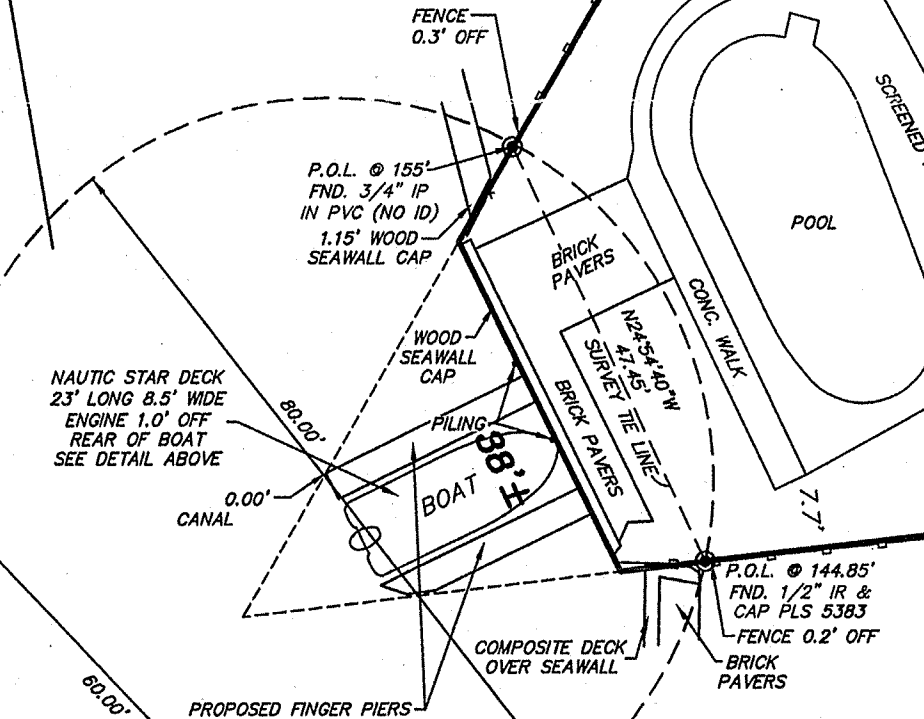 FENCE
0.3' OFF
P.O.L. @ 155'
FND. 3/4" IP
IN PVC (NO ID)
1.15' WOOD
SEAWALL CAP
SCREENED
POOL
BRICK
PAVERS
CONC. WALK
N24°54'40"W
47.45'
SURVEY TIE LINE
WOOD
SEAWALL
CAP
BRICK PAVERS
NAUTIC STAR DECK
23' LONG 8.5' WIDE
ENGINE 1.0' OFF
REAR OF BOAT
SEE DETAIL ABOVE
80.00'
PILING
38'±
BOAT
0.00'
CANAL
7.7'
P.O.L. @ 144.85'
FND. 1/2" IR &
CAP PLS 5383
FENCE 0.2' OFF
COMPOSITE DECK
OVER SEAWALL
BRICK
PAVERS
60.00'
PROPOSED FINGER PIERS